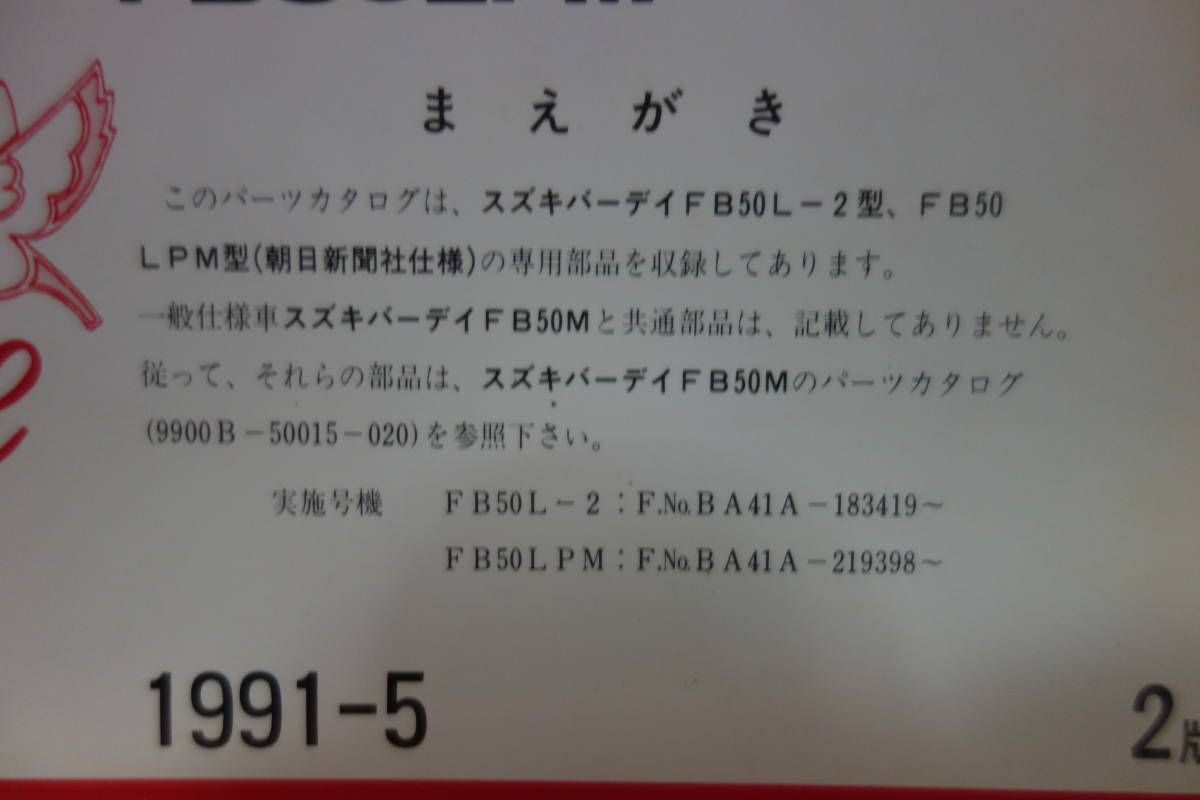 まえがき
このパーツカタログは、スズキバーデイFB50L-2型、FB50
LPM型(朝日新聞社仕様)の専用部品を収録してあります。
一般仕様車スズキバーデイFB50Mと共通部品は、記載してありません。
従って、それらの部品は、スズキバーデイFB50Mのパーツカタログ
(9900B-50015-020)を参照下さい。
実施号機 FB50L-2:F.No.BA41A-183419~
FB50LPM:F.No.BA41A-219398~
1991-5
2版